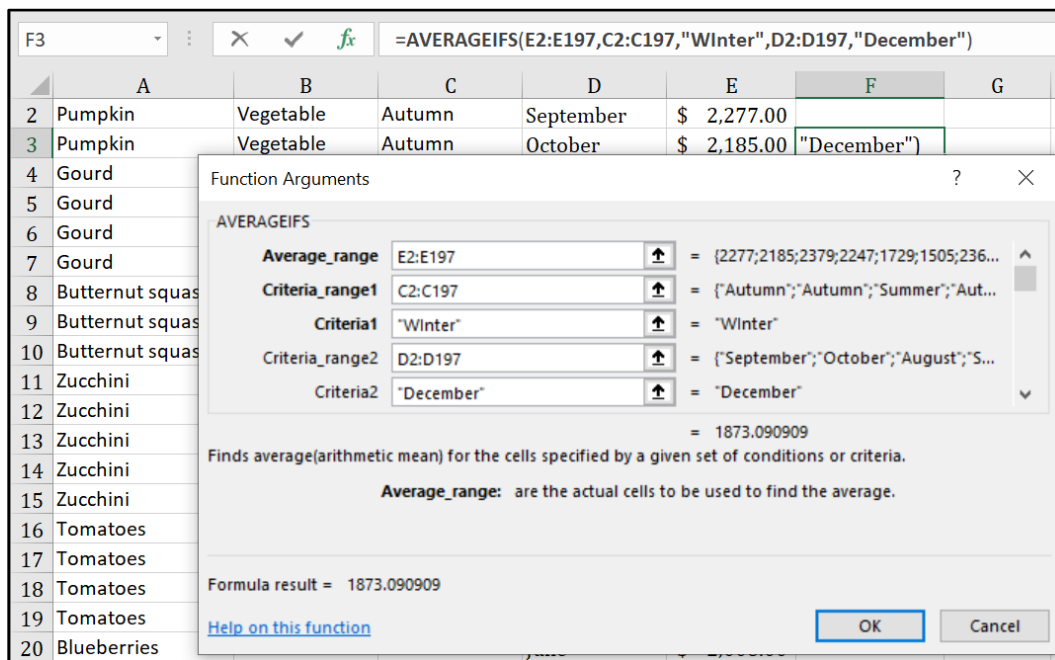 F3 fx =AVERAGEIFS(E2:E197,C2:C197,"WInter",D2:D197,"December")
A B C D E F G
2 Pumpkin Vegetable Autumn September $ 2,277.00
3 Pumpkin Vegetable Autumn October $ 2,185.00 "December")
4 Gourd
5 Gourd
6 Gourd
7 Gourd
8 Butternut squas
9 Butternut squas
10 Butternut squas
11 Zucchini
12 Zucchini
13 Zucchini
14 Zucchini
15 Zucchini
16 Tomatoes
17 Tomatoes
18 Tomatoes
19 Tomatoes
20 Blueberries
Function Arguments ? X
AVERAGEIFS
Average_range E2:E197 = {2277;2185;2379;2247;1729;1505;236...
Criteria_range1 C2:C197 = {"Autumn";"Autumn";"Summer";"Aut...
Criteria1 "WInter" = "WInter"
Criteria_range2 D2:D197 = {"September";"October";"August";"S...
Criteria2 "December" = "December"
= 1873.090909
Finds average(arithmetic mean) for the cells specified by a given set of conditions or criteria.
Average_range: are the actual cells to be used to find the average.
Formula result = 1873.090909
Help on this function OK Cancel